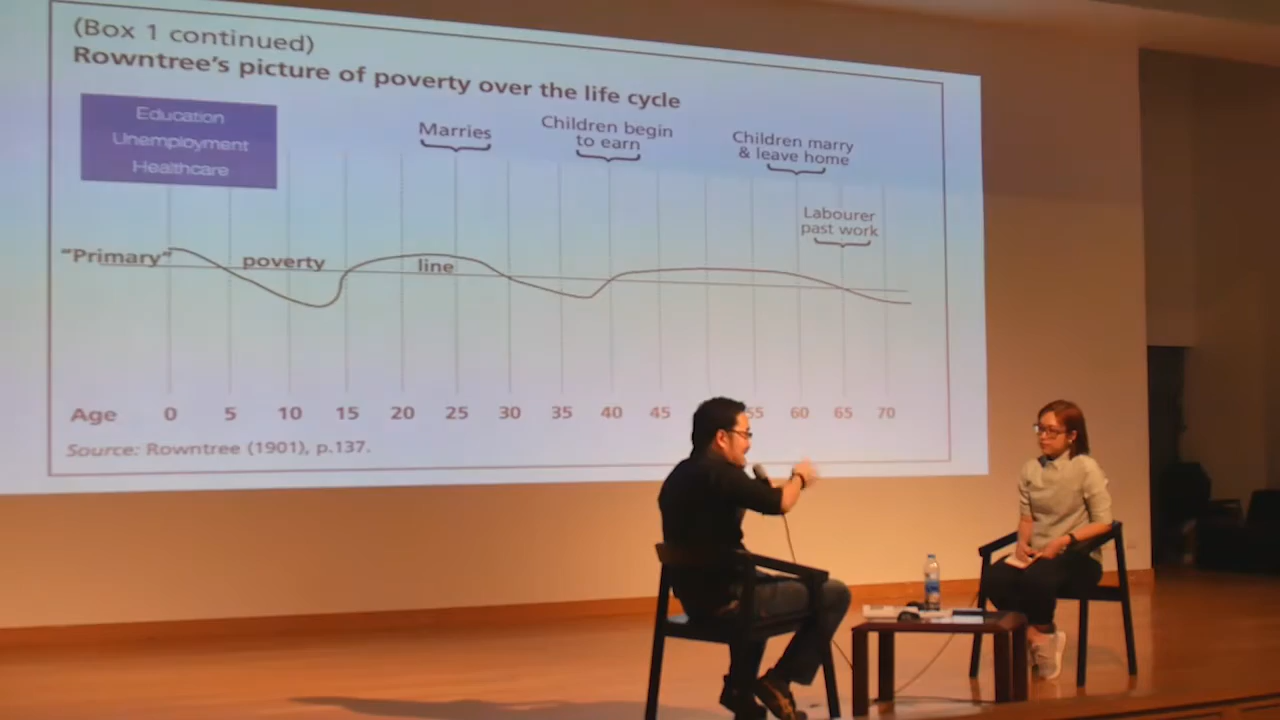 (Box 1 continued)
Rowntree's picture of poverty over the life cycle
Education
Unemployment
Healthcare
Marries
Children begin
to earn
Children marry
& leave home
Labourer
past work
"Primary" poverty line
Age 0 5 10 15 20 25 30 35 40 45 55 60 65 70
Source: Rowntree (1901), p.137.